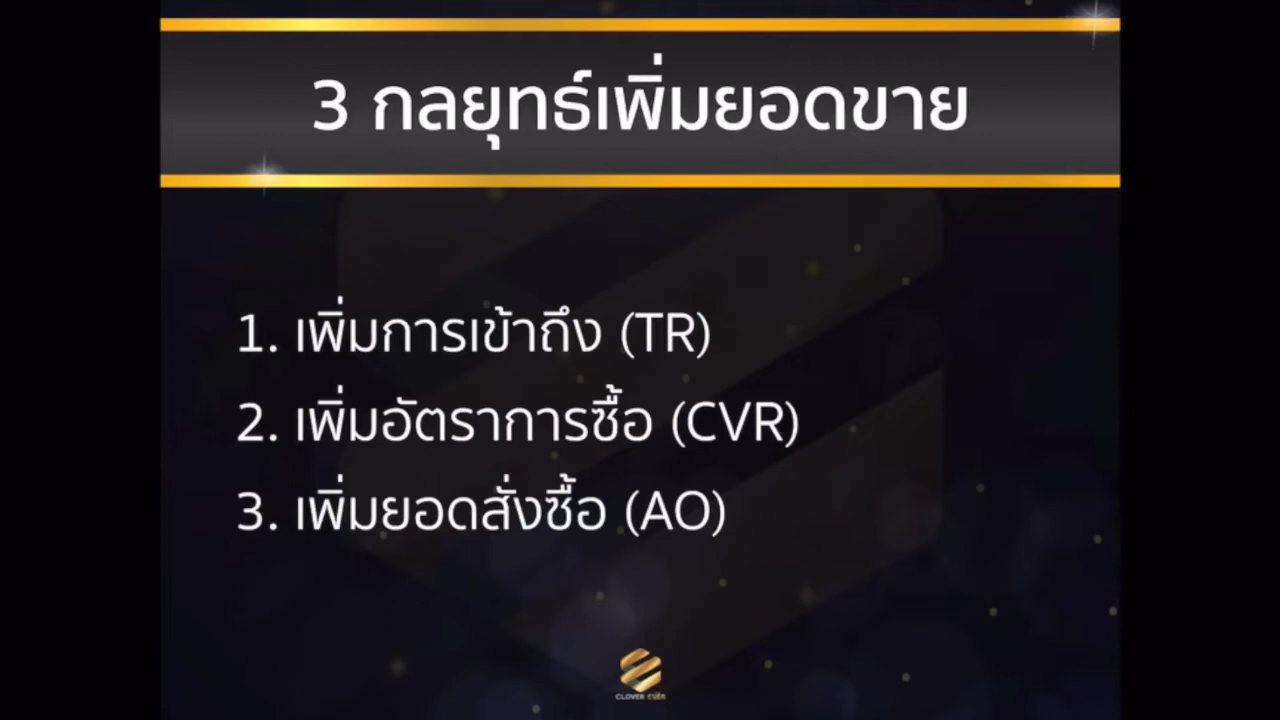 3 กลยุทธ์เพิ่มยอดขาย
1. เพิ่มการเข้าถึง (TR)
2. เพิ่มอัตราการซื้อ (CVR)
3. เพิ่มยอดสั่งซื้อ (AO)
CLOVER